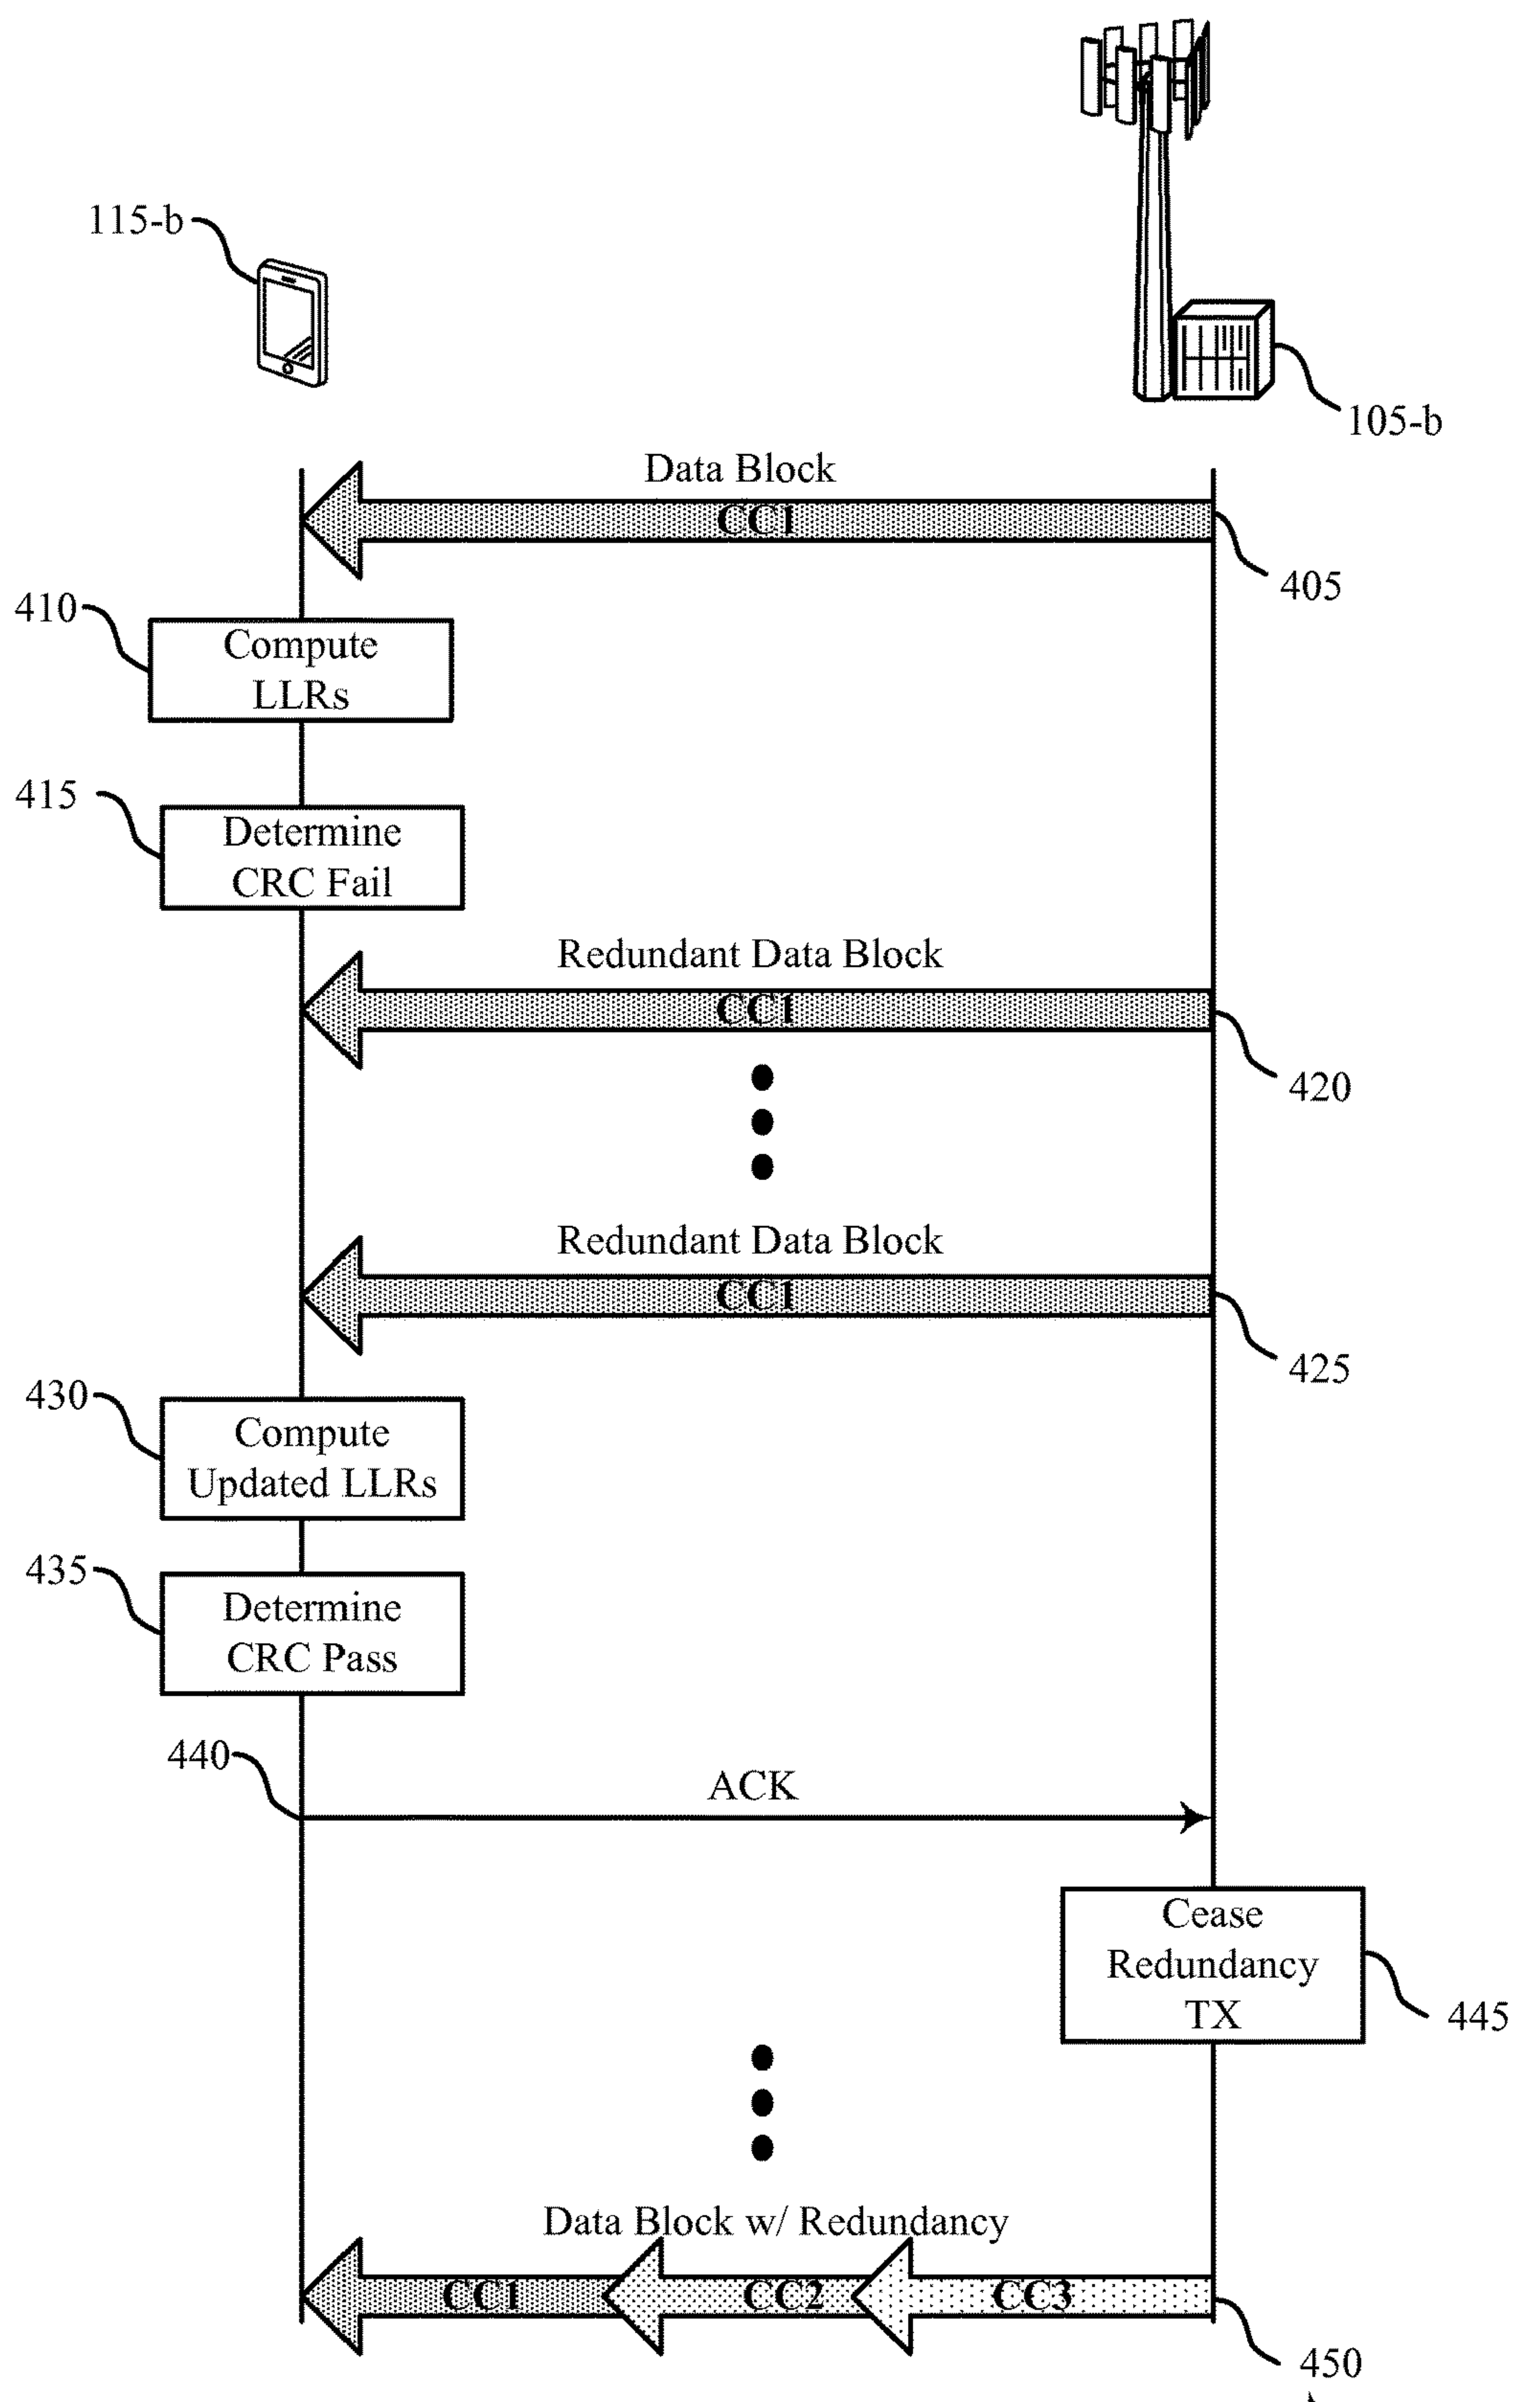 115-b
105-b
Data Block
CC1
405
410
Compute
LLRs
415
Determine
CRC Fail
Redundant Data Block
CC1
420
Redundant Data Block
CC1
425
430
Compute
Updated LLRs
435
Determine
CRC Pass
440
ACK
Cease
Redundancy
TX
445
Data Block w/ Redundancy
CC1 CC2 CC3
450